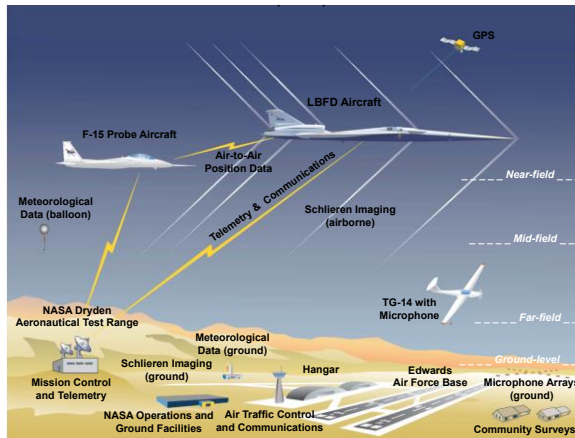 GPS
LBFD Aircraft
F-15 Probe Aircraft
Air-to-Air
Position Data
Telemetry & Communications
Near-field
Meteorological
Data (balloon)
Schlieren Imaging
(airborne)
Mid-field
NASA Dryden
Aeronautical Test Range
TG-14 with
Microphone
Far-field
Meteorological
Data (ground)
Ground-level
Schlieren Imaging
(ground)
Hangar
Edwards
Air Force Base
Mission Control
and Telemetry
Microphone Arrays
(ground)
NASA Operations and
Ground Facilities
Air Traffic Control
and Communications
Community Surveys